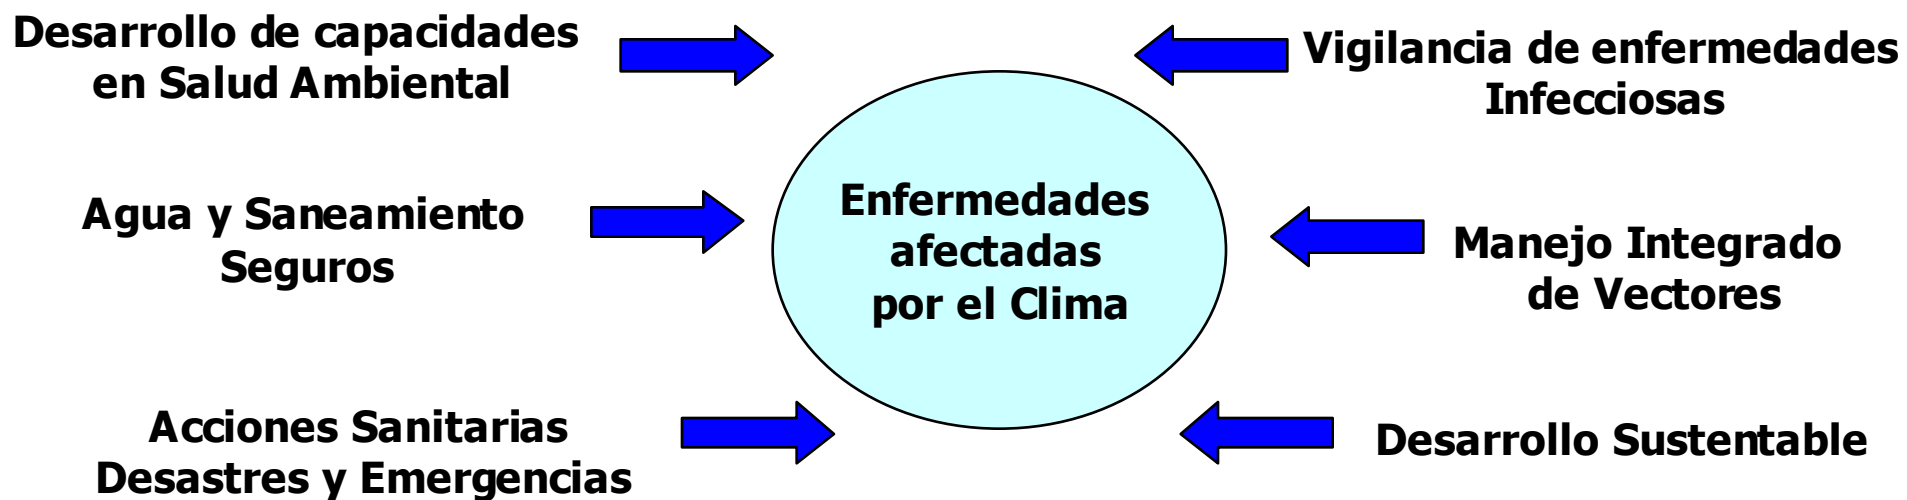 Desarrollo de capacidades
en Salud Ambiental
Vigilancia de enfermedades
Infecciosas
Agua y Saneamiento
Seguros
Enfermedades
afectadas
por el Clima
Manejo Integrado
de Vectores
Acciones Sanitarias
Desastres y Emergencias
Desarrollo Sustentable